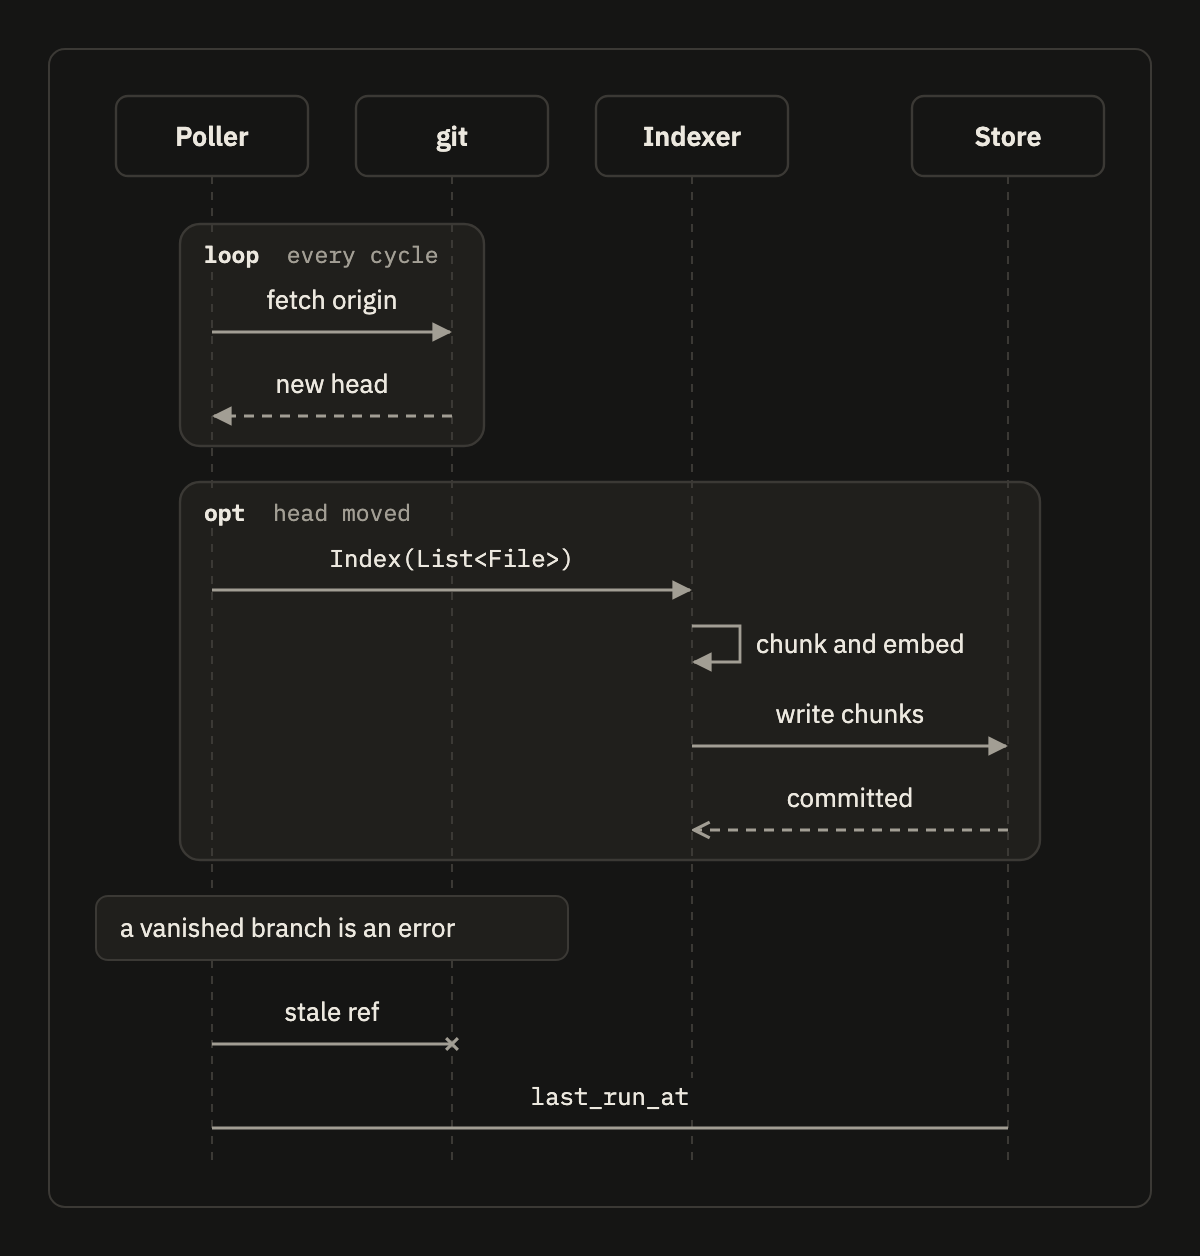 Poller
git
Indexer
Store
loop every cycle
fetch origin
new head
opt head moved
Index(List<File>)
chunk and embed
write chunks
committed
a vanished branch is an error
stale ref
last_run_at